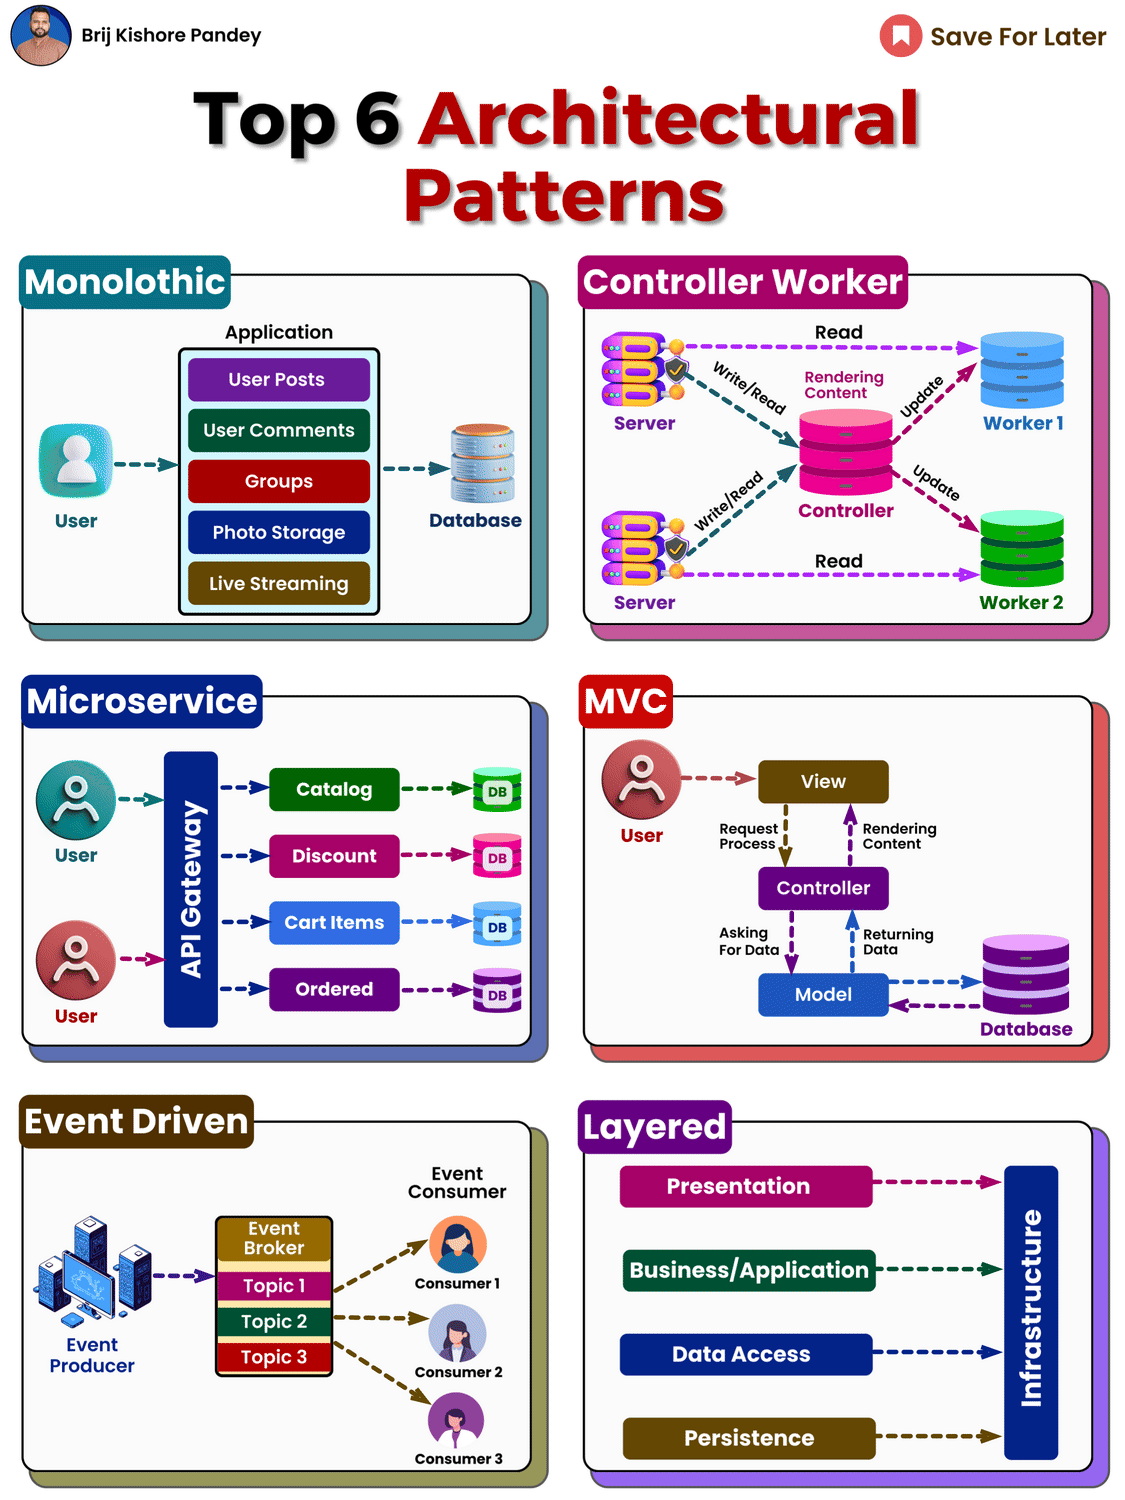 Brij Kishore Pandey
Save For Later
Top 6 Architectural
Patterns
Monolothic
Application
User Posts
User Comments
Groups
Photo Storage
Live Streaming
User
Database
Controller Worker
Read
Write/Read
Rendering
Content
Update
Server
Worker 1
Controller
Write/Read
Update
Read
Server
Worker 2
Microservice
User
User
API Gateway
Catalog
DB
Discount
DB
Cart Items
DB
Ordered
DB
MVC
User
View
Request
Process
Rendering
Content
Controller
Asking
For Data
Returning
Data
Model
Database
Event Driven
Event
Producer
Event
Broker
Topic 1
Topic 2
Topic 3
Event
Consumer
Consumer 1
Consumer 2
Consumer 3
Layered
Presentation
Business/Application
Data Access
Persistence
Infrastructure